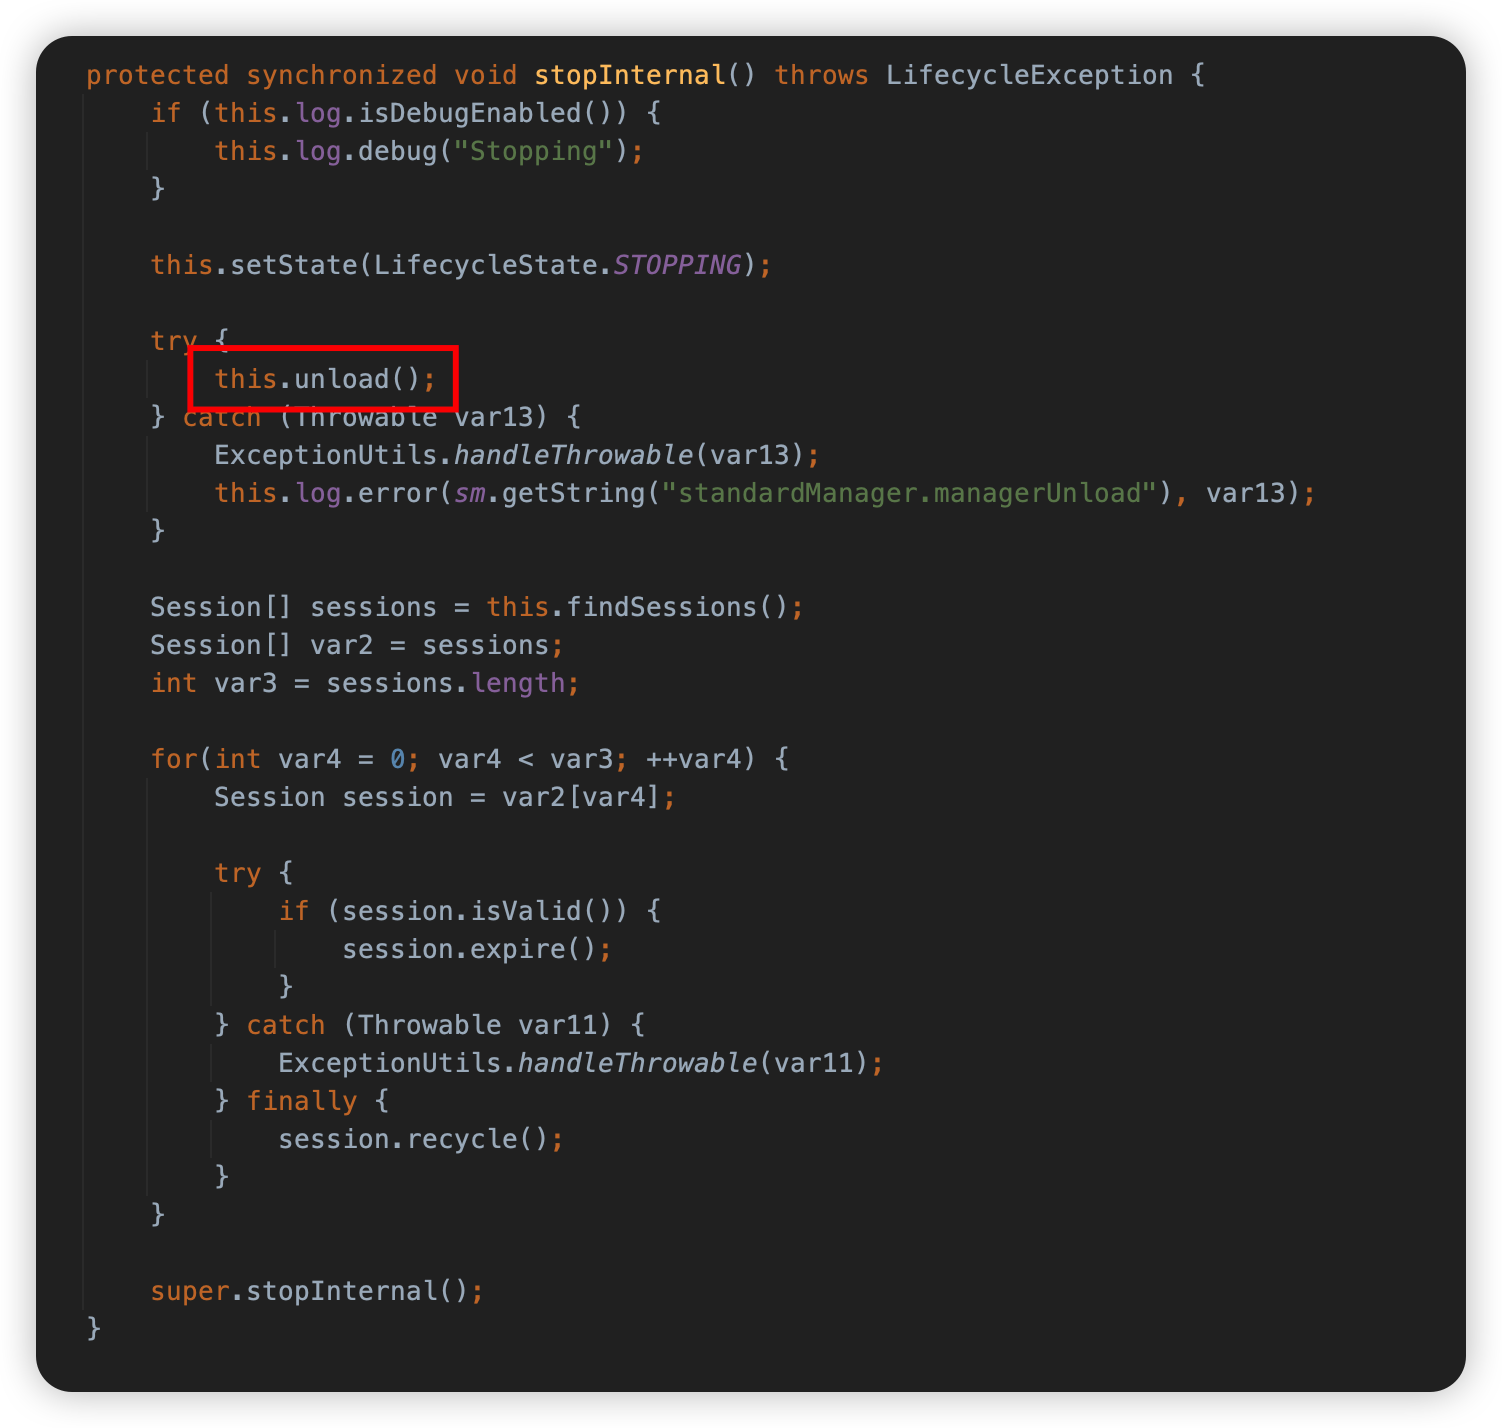 protected synchronized void stopInternal() throws LifecycleException {
    if (this.log.isDebugEnabled()) {
        this.log.debug("Stopping");
    }

    this.setState(LifecycleState.STOPPING);

    try {
        this.unload();
    } catch (Throwable var13) {
        ExceptionUtils.handleThrowable(var13);
        this.log.error(sm.getString("standardManager.managerUnload"), var13);
    }

    Session[] sessions = this.findSessions();
    Session[] var2 = sessions;
    int var3 = sessions.length;

    for(int var4 = 0; var4 < var3; ++var4) {
        Session session = var2[var4];

        try {
            if (session.isValid()) {
                session.expire();
            }
        } catch (Throwable var11) {
            ExceptionUtils.handleThrowable(var11);
        } finally {
            session.recycle();
        }
    }

    super.stopInternal();
}